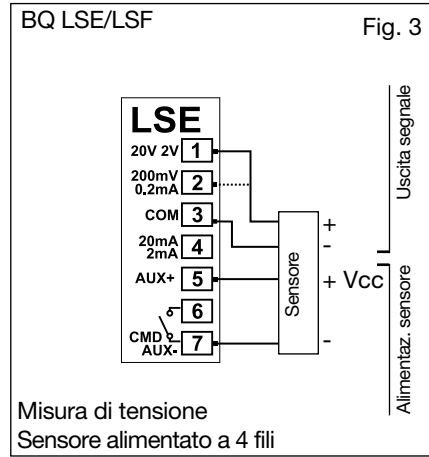 BQ LSE/LSF
Fig. 3
LSE
20V 2V 1
200mV
0.2mA 2
COM 3
20mA
2mA 4
AUX+ 5
6
CMD
AUX- 7
Sensore
+
-
+ Vcc
-
Uscita segnale
Alimentaz. sensore
Misura di tensione
Sensore alimentato a 4 fili